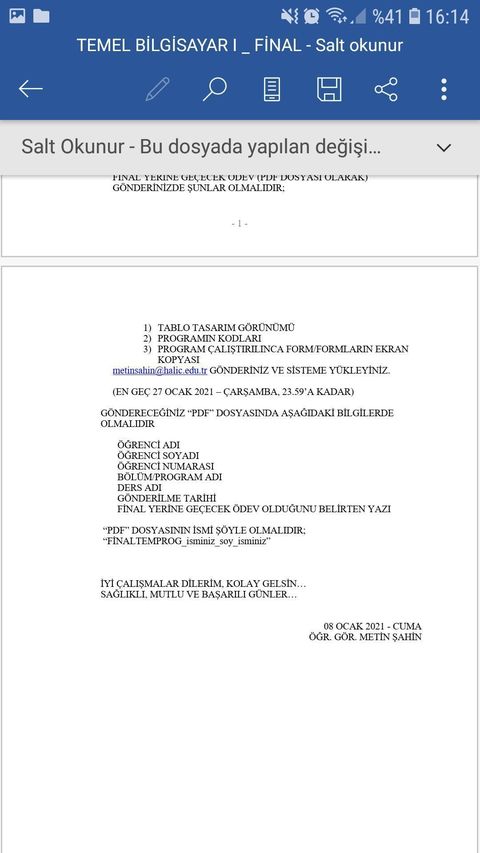 %41 16:14
TEMEL BİLGİSAYAR I _ FİNAL - Salt okunur
Salt Okunur - Bu dosyada yapılan değişi...
FİNAL YERİNE GEÇECEK ÖDEV (PDF DOSYASI OLARAK)
GÖNDERİNİZDE ŞUNLAR OLMALIDIR;
- 1 -
1) TABLO TASARIM GÖRÜNÜMÜ
2) PROGRAMIN KODLARI
3) PROGRAM ÇALIŞTIRILINCA FORM/FORMLARIN EKRAN
KOPYASI
metinsahin@halic.edu.tr GÖNDERİNİZ VE SİSTEME YÜKLEYİNİZ.
(EN GEÇ 27 OCAK 2021 – ÇARŞAMBA, 23.59’A KADAR)
GÖNDERECEĞİNİZ “PDF” DOSYASINDA AŞAĞIDAKİ BİLGİLERDE
OLMALIDIR
ÖĞRENCİ ADI
ÖĞRENCİ SOYADI
ÖĞRENCİ NUMARASI
BÖLÜM/PROGRAM ADI
DERS ADI
GÖNDERİLME TARİHİ
FİNAL YERİNE GEÇECEK ÖDEV OLDUĞUNU BELİRTEN YAZI
“PDF” DOSYASININ İSMİ ŞÖYLE OLMALIDIR;
“FİNALTEMPROG_isminiz_soy_isminiz”
İYİ ÇALIŞMALAR DİLERİM, KOLAY GELSİN…
SAĞLIKLI, MUTLU VE BAŞARILI GÜNLER…
08 OCAK 2021 - CUMA
ÖĞR. GÖR. METİN ŞAHİN